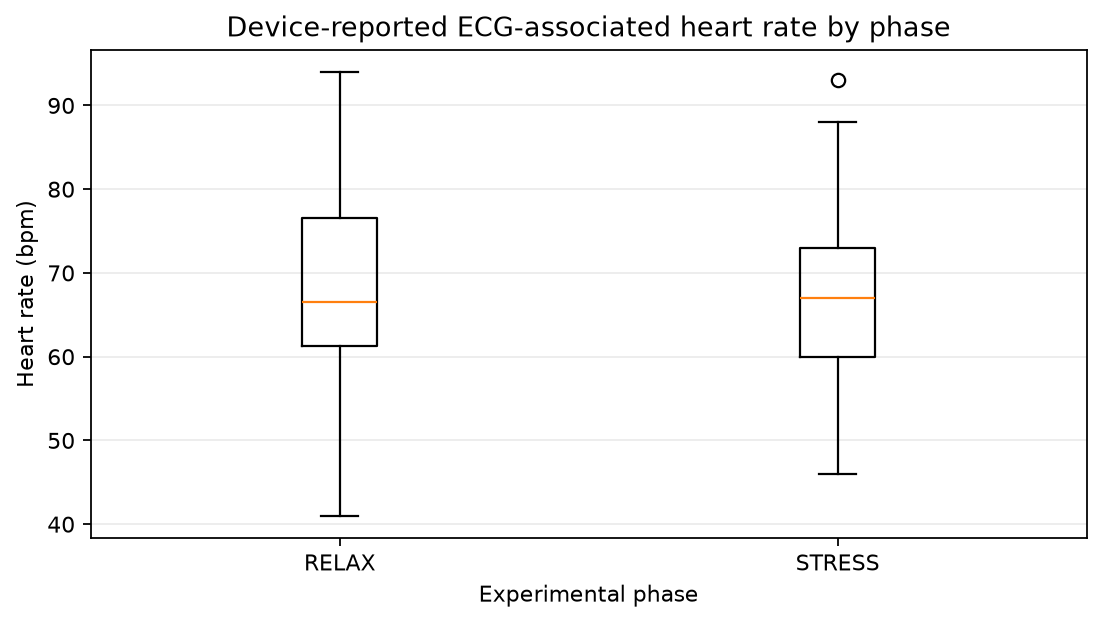 Device-reported ECG-associated heart rate by phase
Heart rate (bpm)
90
80
70
60
50
40
RELAX STRESS
Experimental phase